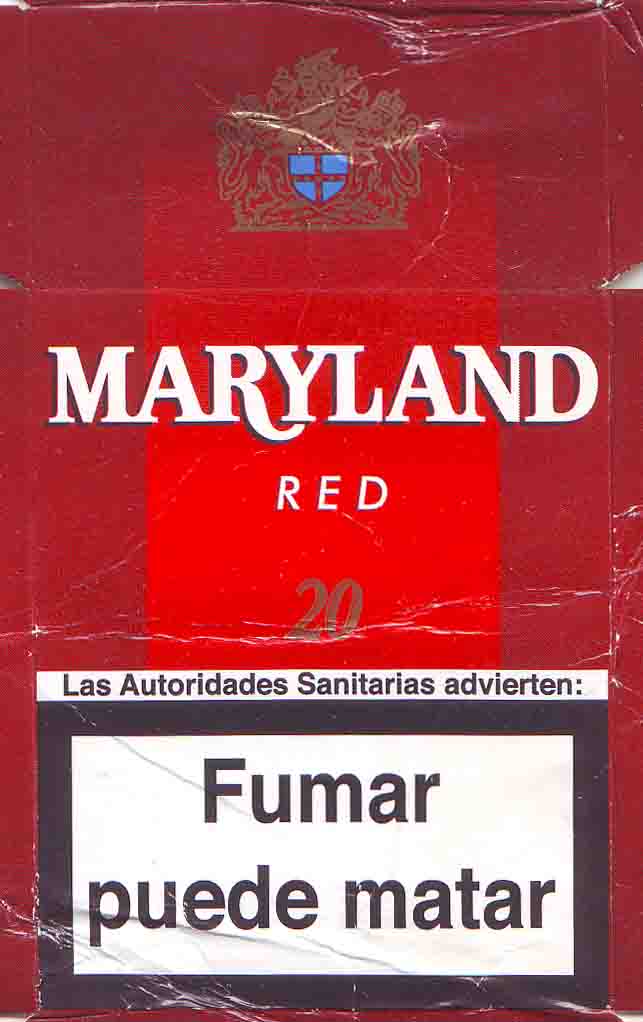 MARYLAND
RED
20
Las Autoridades Sanitarias advierten:
Fumar
puede matar